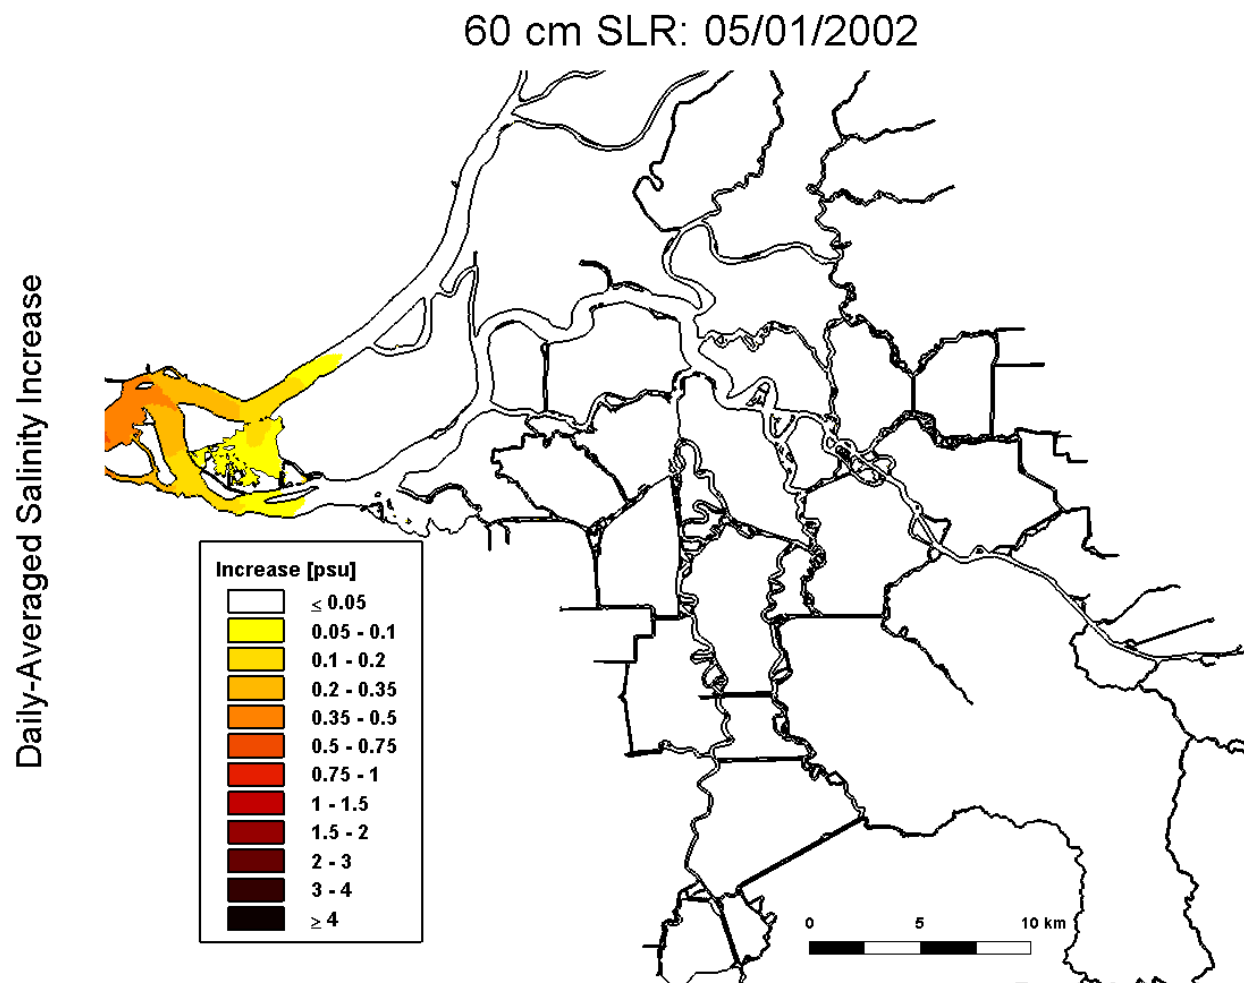 60 cm SLR: 05/01/2002
Daily-Averaged Salinity Increase
Increase [psu]
≤ 0.05
0.05 - 0.1
0.1 - 0.2
0.2 - 0.35
0.35 - 0.5
0.5 - 0.75
0.75 - 1
1 - 1.5
1.5 - 2
2 - 3
3 - 4
≥ 4
0 5 10 km